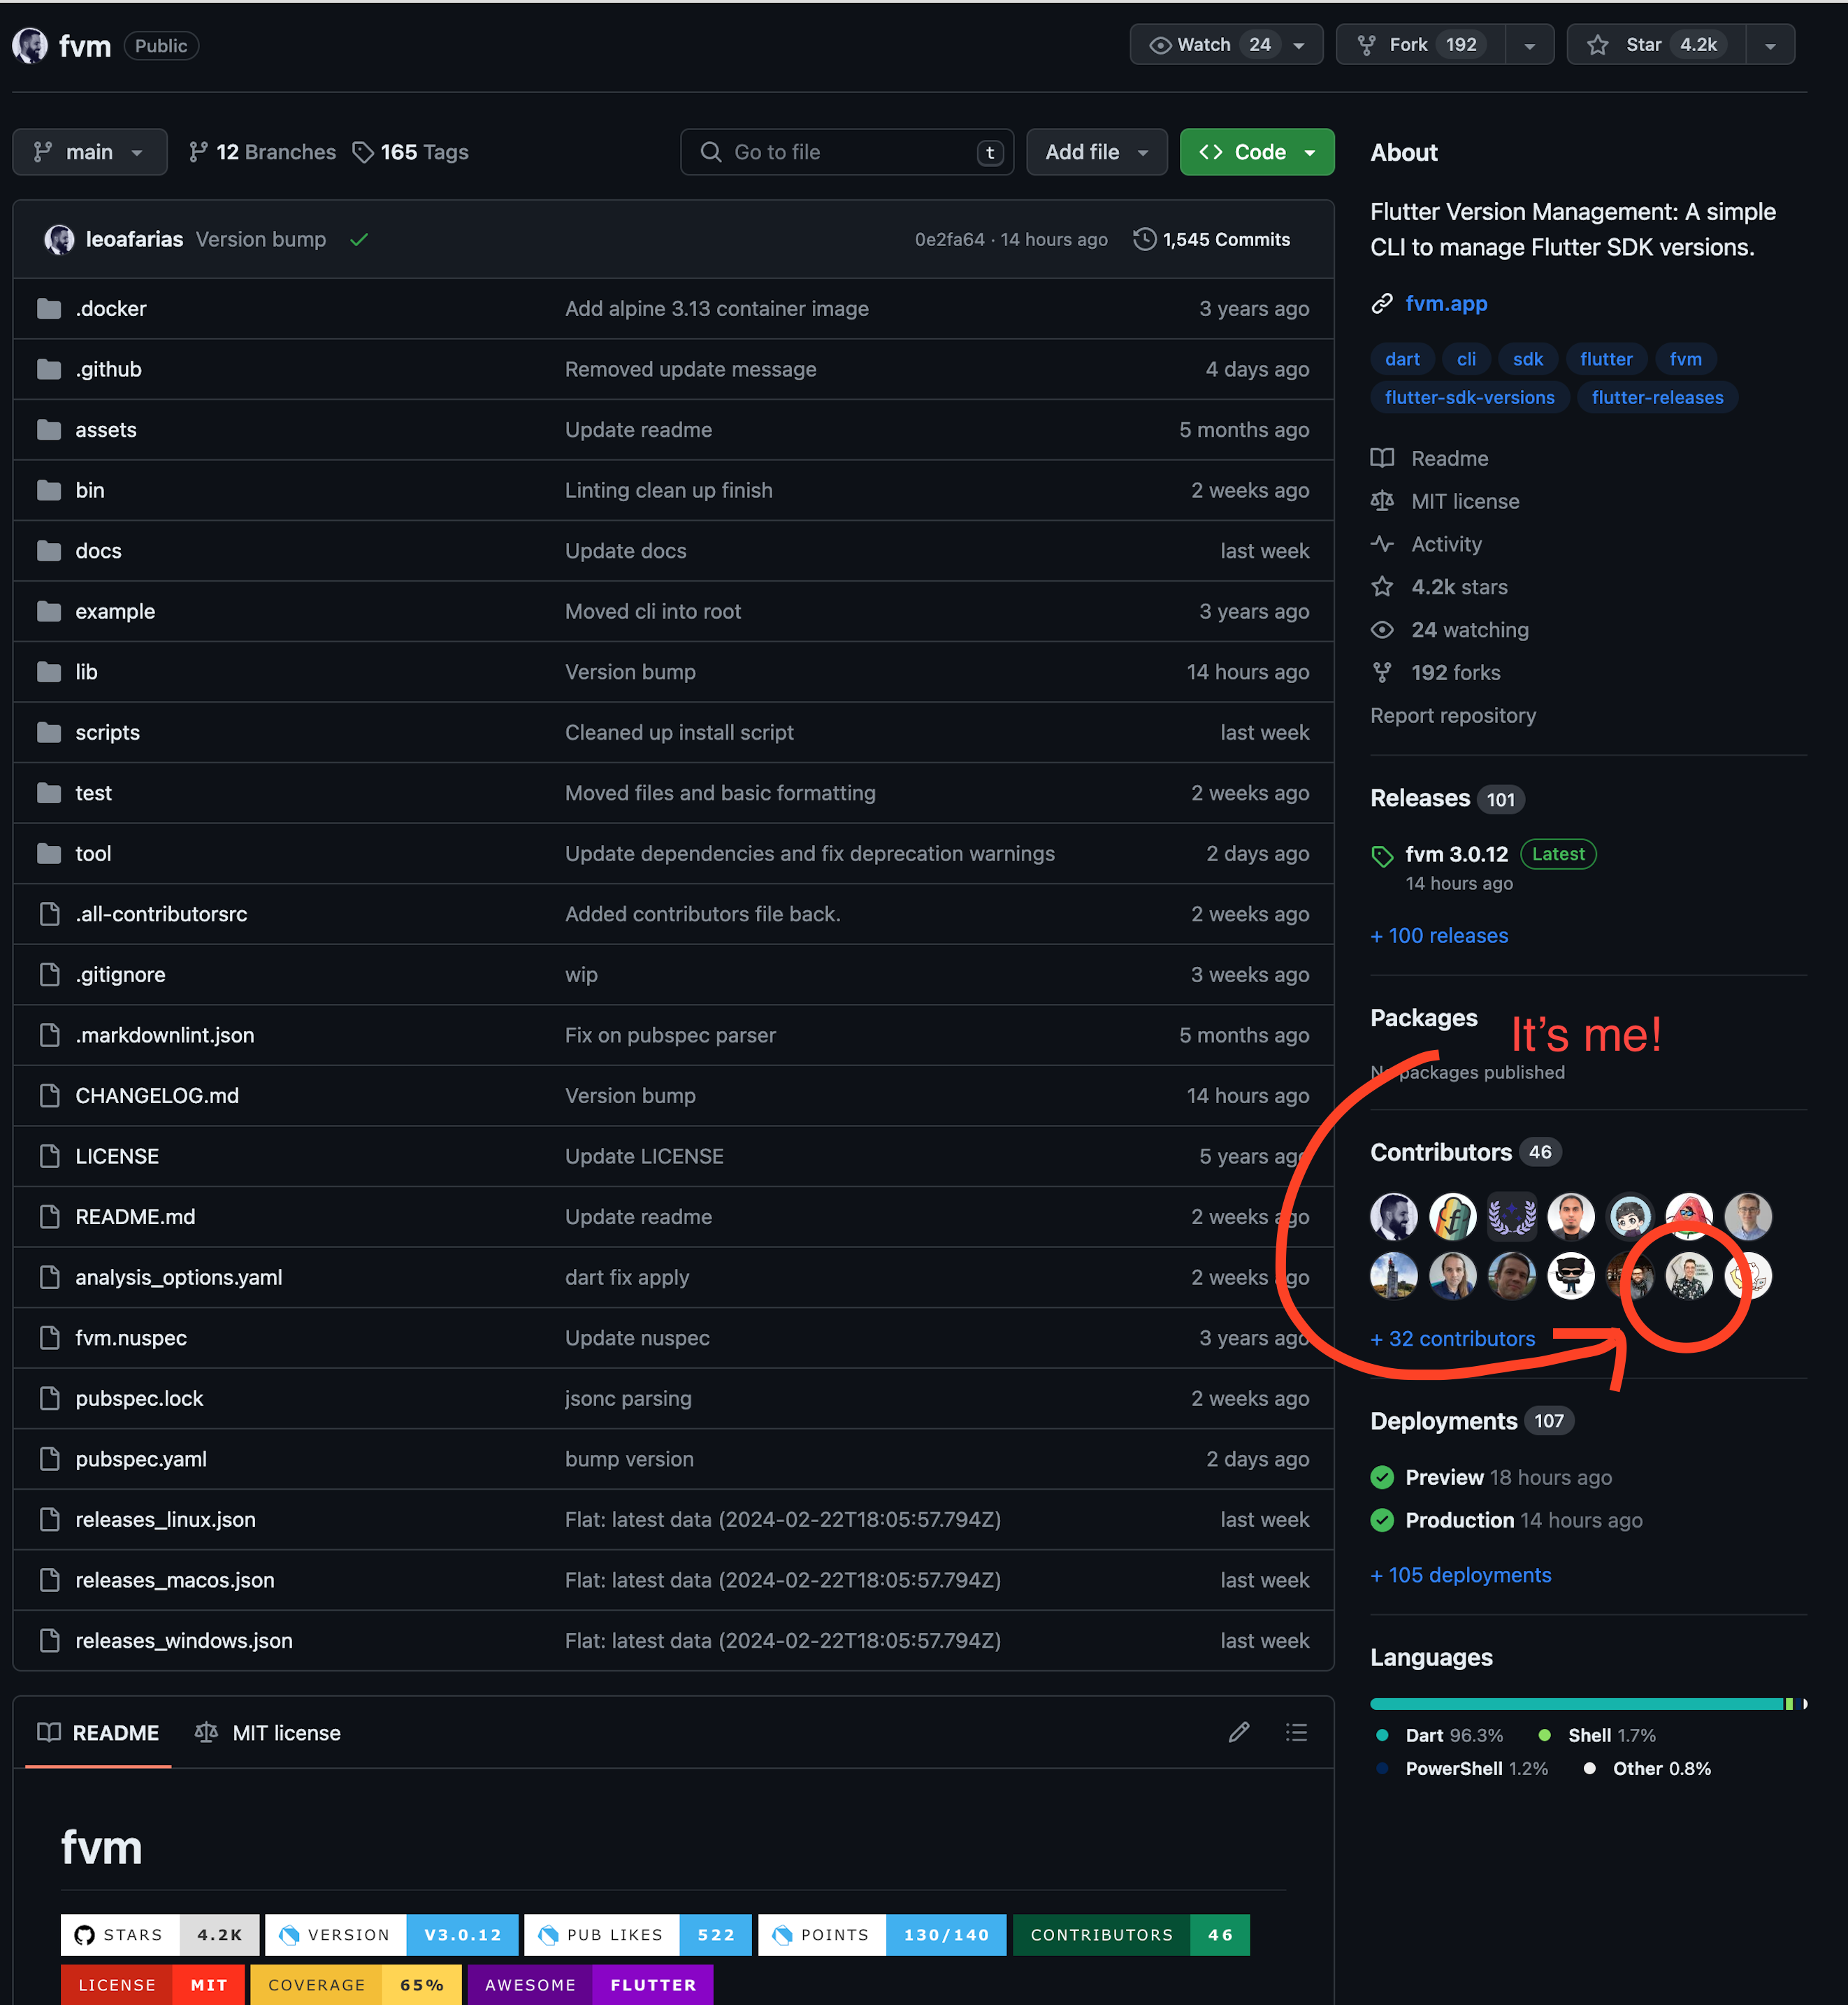 fvm Public Watch 24 Fork 192 Star 4.2k
main 12 Branches 165 Tags Go to file t Add file Code
leoafarias Version bump 0e2fa64 · 14 hours ago 1,545 Commits
.docker Add alpine 3.13 container image 3 years ago
.github Removed update message 4 days ago
assets Update readme 5 months ago
bin Linting clean up finish 2 weeks ago
docs Update docs last week
example Moved cli into root 3 years ago
lib Version bump 14 hours ago
scripts Cleaned up install script last week
test Moved files and basic formatting 2 weeks ago
tool Update dependencies and fix deprecation warnings 2 days ago
.all-contributorsrc Added contributors file back. 2 weeks ago
.gitignore wip 3 weeks ago
.markdownlint.json Fix on pubspec parser 5 months ago
CHANGELOG.md Version bump 14 hours ago
LICENSE Update LICENSE 5 years ago
README.md Update readme 2 weeks ago
analysis_options.yaml dart fix apply 2 weeks ago
fvm.nuspec Update nuspec 3 years ago
pubspec.lock jsonc parsing 2 weeks ago
pubspec.yaml bump version 2 days ago
releases_linux.json Flat: latest data (2024-02-22T18:05:57.794Z) last week
releases_macos.json Flat: latest data (2024-02-22T18:05:57.794Z) last week
releases_windows.json Flat: latest data (2024-02-22T18:05:57.794Z) last week
README MIT license
fvm
STARS 4.2K VERSION V3.0.12 PUB LIKES 522 POINTS 130/140 CONTRIBUTORS 46
LICENSE MIT COVERAGE 65% AWESOME FLUTTER
About
Flutter Version Management: A simple
CLI to manage Flutter SDK versions.
fvm.app
dart cli sdk flutter fvm
flutter-sdk-versions flutter-releases
Readme
MIT license
Activity
4.2k stars
24 watching
192 forks
Report repository
Releases 101
fvm 3.0.12 Latest
14 hours ago
+ 100 releases
Packages
It's me!
No packages published
Contributors 46
+ 32 contributors
Deployments 107
Preview 18 hours ago
Production 14 hours ago
+ 105 deployments
Languages
Dart 96.3% Shell 1.7%
PowerShell 1.2% Other 0.8%